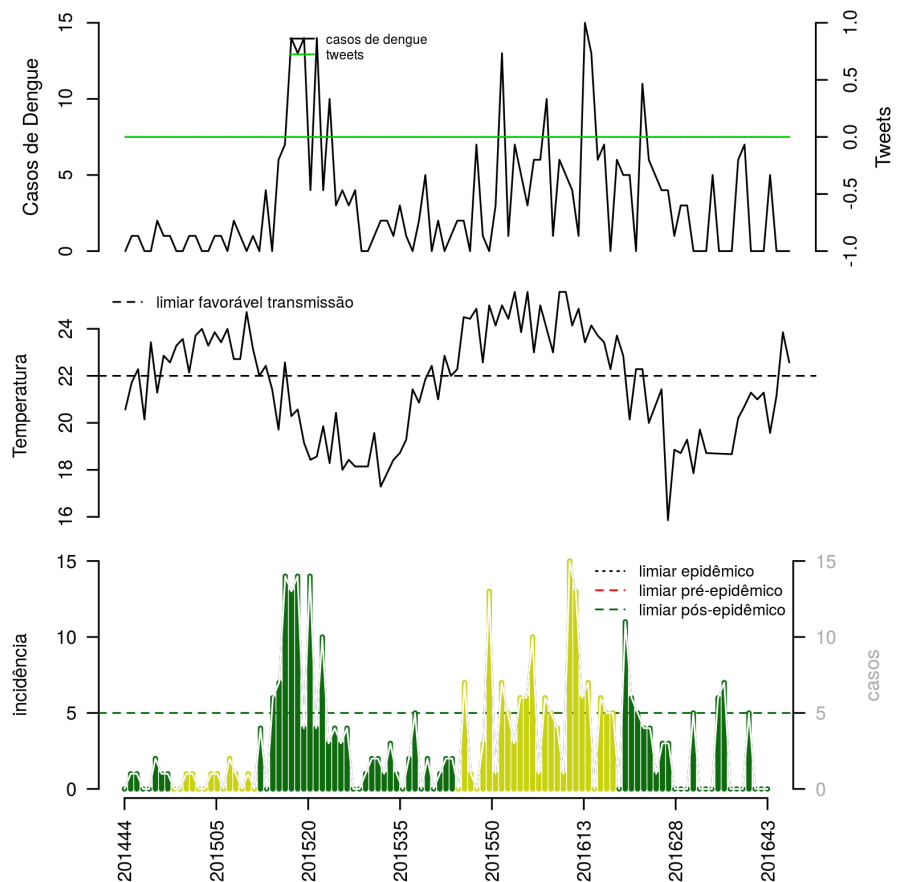 casos de dengue
tweets
Casos de Dengue
0
5
10
15
Tweets
-1.0
-0.5
0.0
0.5
1.0
limiar favorável transmissão
Temperatura
16
18
20
22
24
limiar epidêmico
limiar pré-epidêmico
limiar pós-epidêmico
incidência
0
5
10
15
casos
0
5
10
15
201444
201505
201520
201535
201550
201613
201628
201643